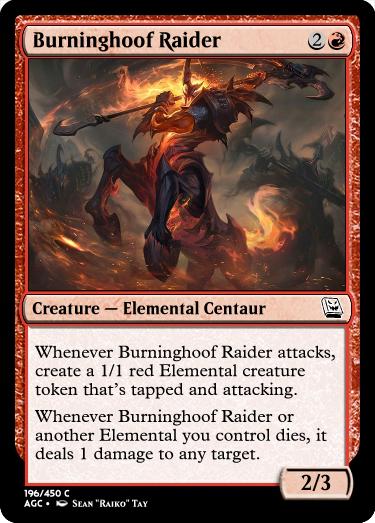 Burninghoof Raider 2
Creature — Elemental Centaur
Whenever Burninghoof Raider attacks,
create a 1/1 red Elemental creature
token that's tapped and attacking.
Whenever Burninghoof Raider or
another Elemental you control dies, it
deals 1 damage to any target.
2/3
196/450 C
AGC • Sean "Raiko" Tay